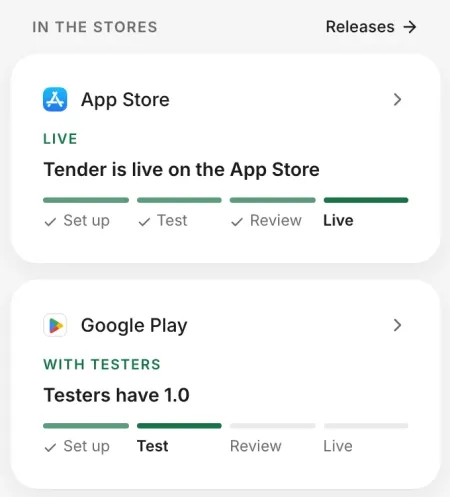 IN THE STORES
Releases →
App Store
LIVE
Tender is live on the App Store
✓ Set up ✓ Test ✓ Review Live
Google Play
WITH TESTERS
Testers have 1.0
✓ Set up Test Review Live